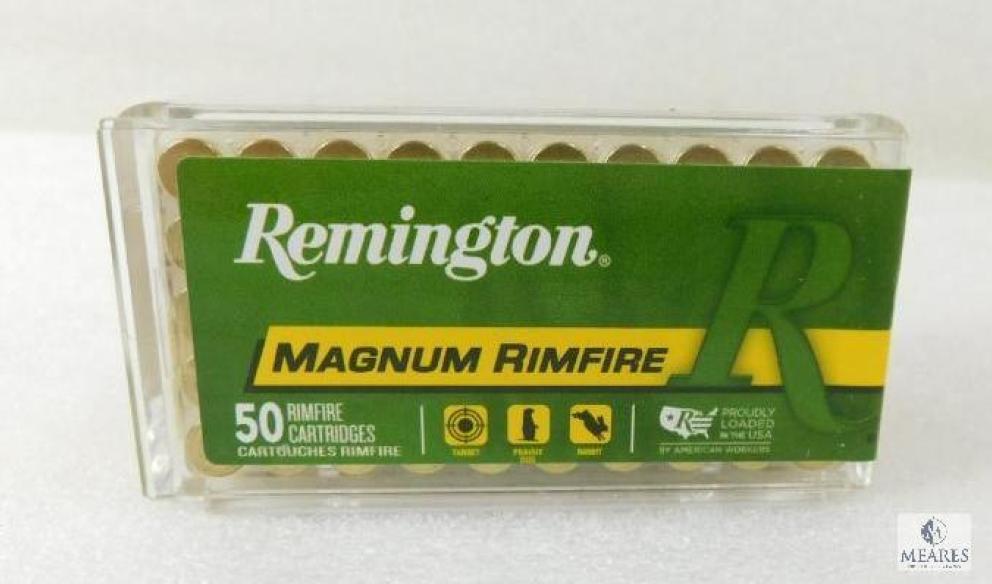 Remington®
MAGNUM RIMFIRE
R
50 RIMFIRE
CARTRIDGES
CARTOUCHES RIMFIRE
TARGET
PRAIRIE
DOG
RABBIT
R
PROUDLY
LOADED
IN THE USA
BY AMERICAN WORKERS
MEARES